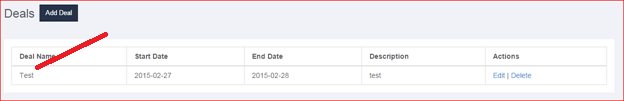 Deals Add Deal
Deal Name Start Date End Date Description Actions
Test 2015-02-27 2015-02-28 test Edit | Delete